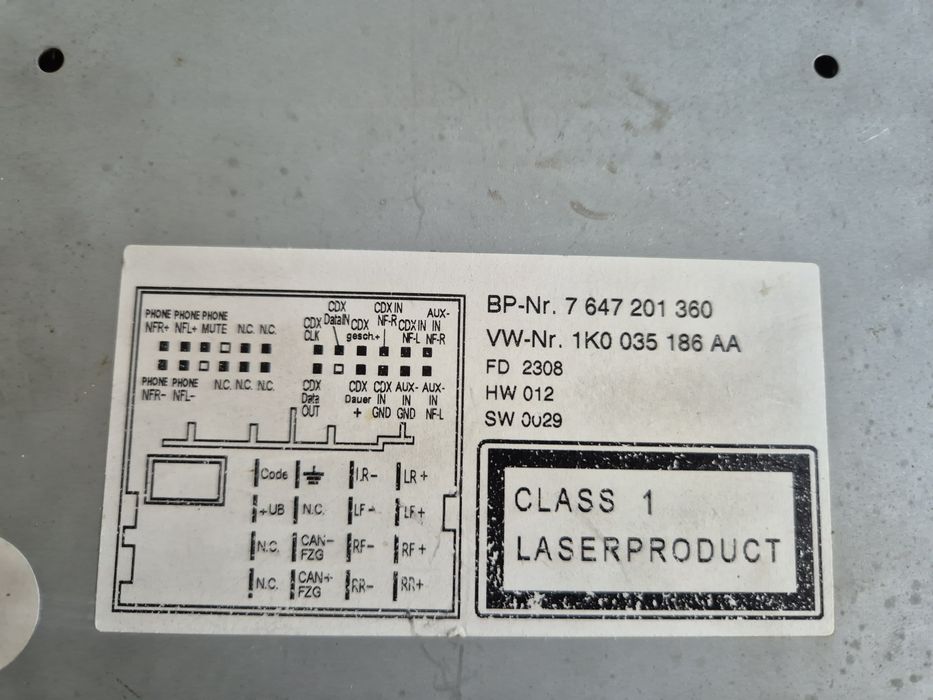 BP-Nr. 7 647 201 360
VW-Nr. 1K0 035 186 AA
FD 2308
HW 012
SW 0029
CLASS 1
LASERPRODUCT
PHONE PHONE PHONE
NFR+ NFL+ MUTE N.C. N.C.
PHONE PHONE
NFR- NFL- N.C. N.C. N.C.
CDX CLK
CDX DataIN
CDX gesch.+
CDX IN NF-R
CDX IN NF-L
AUX-IN NF-R
CDX Data OUT
CDX Dauer +
CDX IN GND
AUX-IN GND
AUX-IN NF-L
Code LR- LR+
+UB N.C. LF- LF+
N.C. CAN-FZG RF- RF+
N.C. CAN+FZG RR- RR+